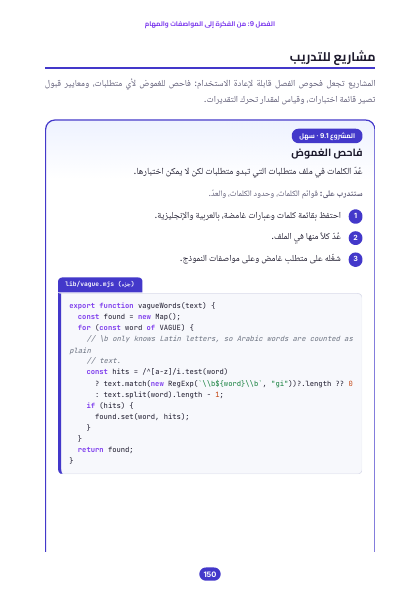 الفصل 9: من الفكرة إلى المواصفات والمهام
مشاريع للتدريب
المشاريع تجعل فحوص الفصل قابلة لإعادة الاستخدام: فاحص للغموض لأي متطلبات، ومعايير قبول
تصير قائمة اختبارات، وقياس لمقدار تحرك التقديرات.
المشروع 9.1 · سهل
فاحص الغموض
عُدّ الكلمات في ملف متطلبات التي تبدو متطلبات لكن لا يمكن اختبارها.
ستتدرب على: قوائم الكلمات، وحدود الكلمات، والعدّ.
1 احتفظ بقائمة كلمات وعبارات غامضة، بالعربية والإنجليزية.
2 عُدّ كلاً منها في الملف.
3 شغّله على متطلب غامض وعلى مواصفات النموذج.
lib/vague.mjs (جزء)
export function vagueWords(text) {
const found = new Map();
for (const word of VAGUE) {
// \b only knows Latin letters, so Arabic words are counted as
plain
// text.
const hits = /^[a-z]/i.test(word)
? text.match(new RegExp(`\\b${word}\\b`, "gi"))?.length ?? 0
: text.split(word).length - 1;
if (hits) {
found.set(word, hits);
}
}
return found;
}
150